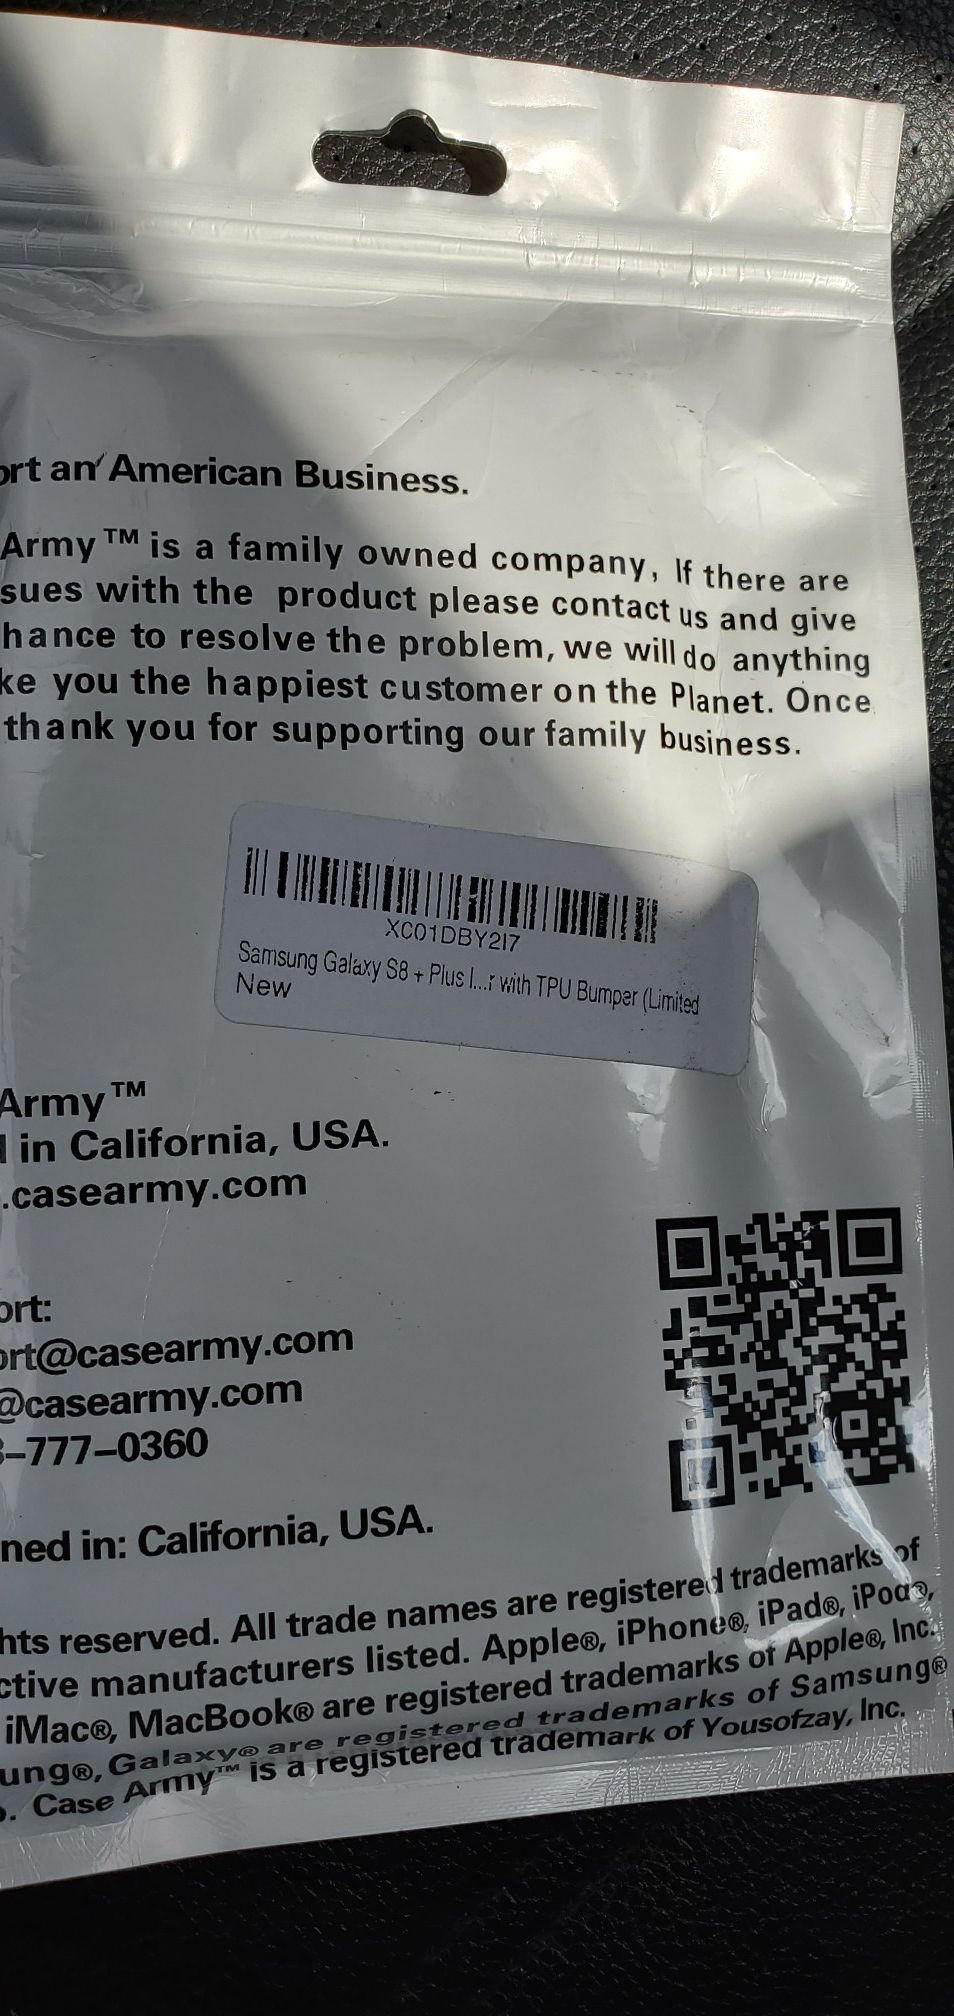 ort an American Business.
Army™ is a family owned company, If there are
sues with the product please contact us and give
hance to resolve the problem, we will do anything
ke you the happiest customer on the Planet. Once
thank you for supporting our family business.
XC01DBY2I7
Samsung Galaxy S8 + Plus I...r with TPU Bumper (Limited
New
Army™
in California, USA.
.casearmy.com
ort:
ort@casearmy.com
@casearmy.com
-777-0360
ned in: California, USA.
hts reserved. All trade names are registered trademarks of
ctive manufacturers listed. Apple®, iPhone®, iPad®, iPod®,
iMac®, MacBook® are registered trademarks of Apple®, Inc.
ung®, Galaxy® are registered trademarks of Samsung®
. Case Army™ is a registered trademark of Yousofzay, Inc.